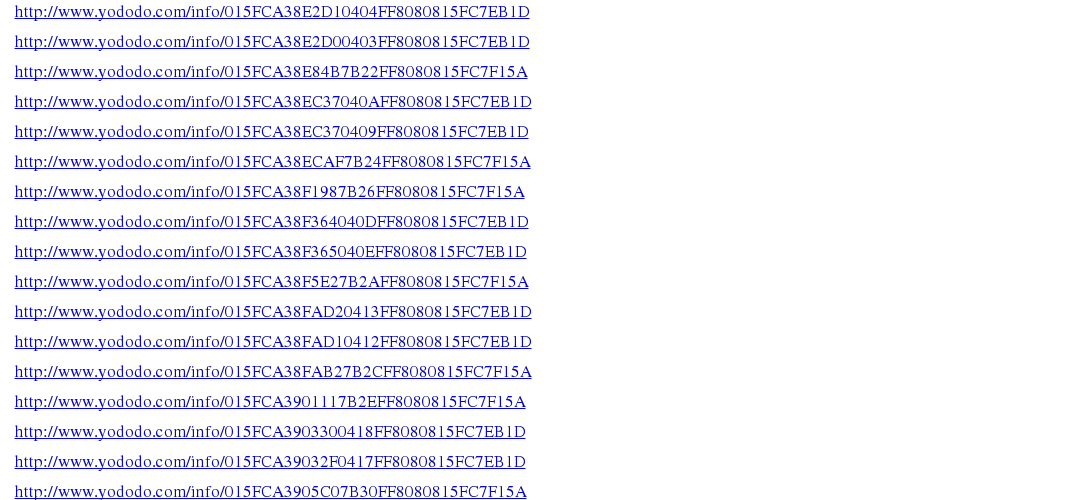 http://www.yododo.com/info/015FCA38E2D10404FF8080815FC7EB1D
http://www.yododo.com/info/015FCA38E2D00403FF8080815FC7EB1D
http://www.yododo.com/info/015FCA38E84B7B22FF8080815FC7F15A
http://www.yododo.com/info/015FCA38EC37040AFF8080815FC7EB1D
http://www.yododo.com/info/015FCA38EC370409FF8080815FC7EB1D
http://www.yododo.com/info/015FCA38ECAF7B24FF8080815FC7F15A
http://www.yododo.com/info/015FCA38F1987B26FF8080815FC7F15A
http://www.yododo.com/info/015FCA38F364040DFF8080815FC7EB1D
http://www.yododo.com/info/015FCA38F365040EFF8080815FC7EB1D
http://www.yododo.com/info/015FCA38F5E27B2AFF8080815FC7F15A
http://www.yododo.com/info/015FCA38FAD20413FF8080815FC7EB1D
http://www.yododo.com/info/015FCA38FAD10412FF8080815FC7EB1D
http://www.yododo.com/info/015FCA38FAB27B2CFF8080815FC7F15A
http://www.yododo.com/info/015FCA3901117B2EFF8080815FC7F15A
http://www.yododo.com/info/015FCA3903300418FF8080815FC7EB1D
http://www.yododo.com/info/015FCA39032F0417FF8080815FC7EB1D
http://www.yododo.com/info/015FCA3905C07B30FF8080815FC7F15A